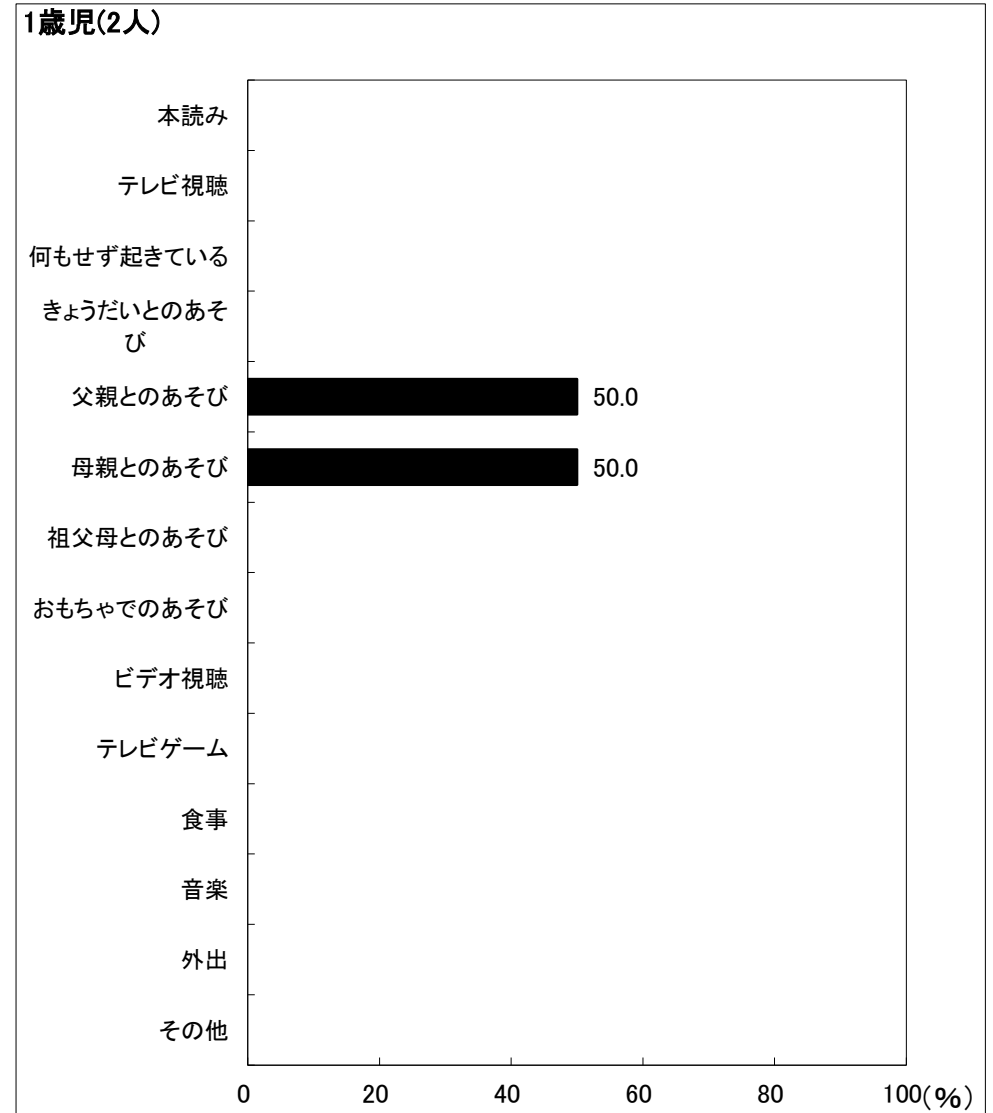 1歳児(2人)
本読み
テレビ視聴
何もせず起きている
きょうだいとのあそ
び
父親とのあそび
50.0
母親とのあそび
50.0
祖父母とのあそび
おもちゃでのあそび
ビデオ視聴
テレビゲーム
食事
音楽
外出
その他
0 20 40 60 80 100(%)